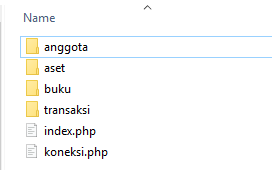 Name
anggota
aset
buku
transaksi
index.php
koneksi.php